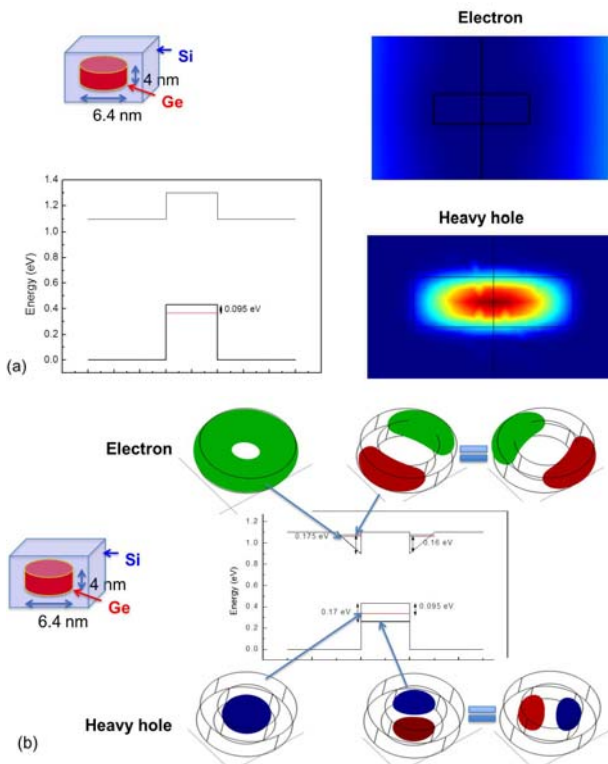 Electron
Si
4 nm
Ge
6.4 nm
Heavy hole
1.4
1.2
1.0
0.8
0.6
0.4
0.2
0.0
Energy (eV)
0.095 eV
(a)
Electron
Si
4 nm
Ge
6.4 nm
1.2
1.0
0.8
0.6
0.4
0.2
0.0
Energy (eV)
0.175 eV
0.16 eV
0.17 eV
0.095 eV
Heavy hole
(b)